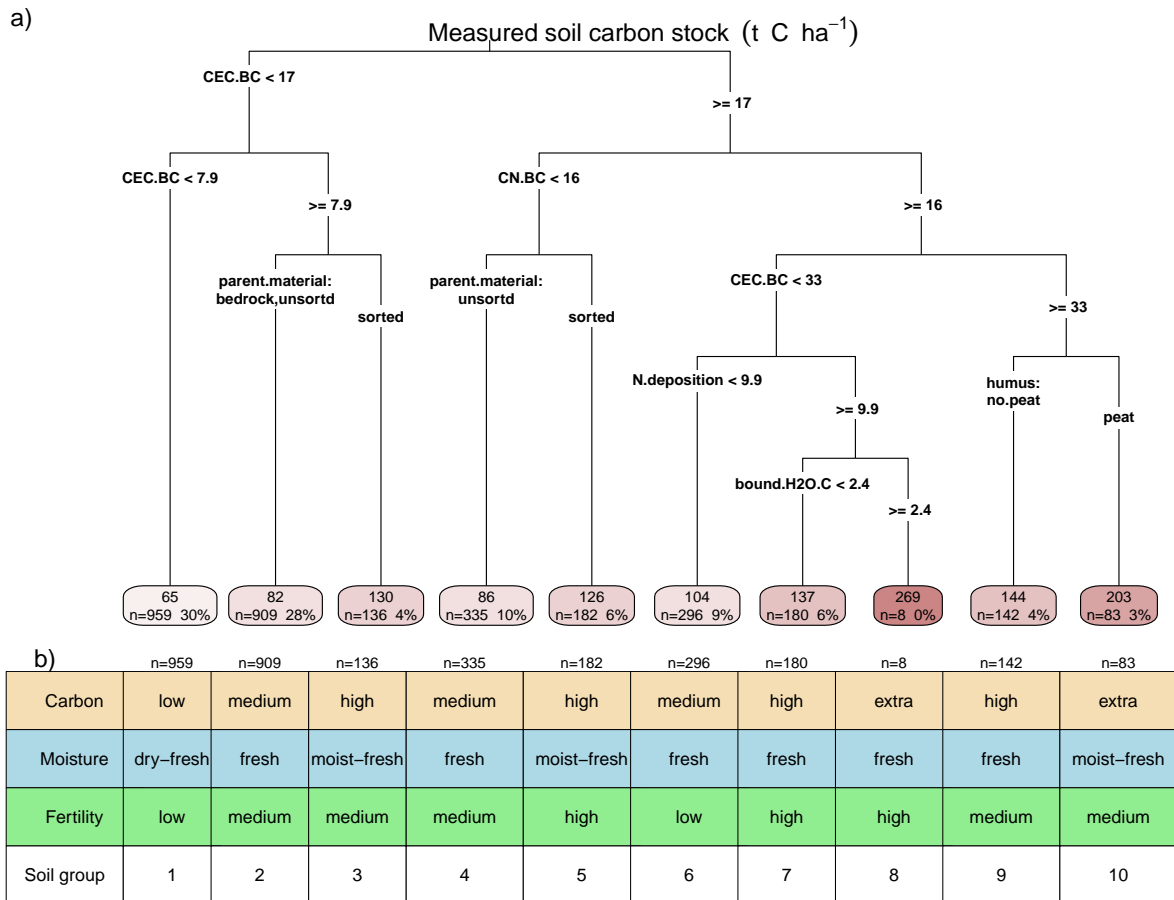 a)
Measured soil carbon stock (t C ha−1)
CEC.BC < 17
>= 17
CEC.BC < 7.9
>= 7.9
CN.BC < 16
>= 16
parent.material:
bedrock,unsortd
sorted
parent.material:
unsortd
sorted
CEC.BC < 33
>= 33
N.deposition < 9.9
>= 9.9
humus:
no.peat
peat
bound.H2O.C < 2.4
>= 2.4
65 82 130 86 126 104 137 269 144 203
n=959 30% n=909 28% n=136 4% n=335 10% n=182 6% n=296 9% n=180 6% n=8 0% n=142 4% n=83 3%
b)
n=959 n=909 n=136 n=335 n=182 n=296 n=180 n=8 n=142 n=83
Carbon low medium high medium high medium high extra high extra
Moisture dry−fresh fresh moist−fresh fresh moist−fresh fresh fresh fresh fresh moist−fresh
Fertility low medium medium medium high low high high medium medium
Soil group 1 2 3 4 5 6 7 8 9 10